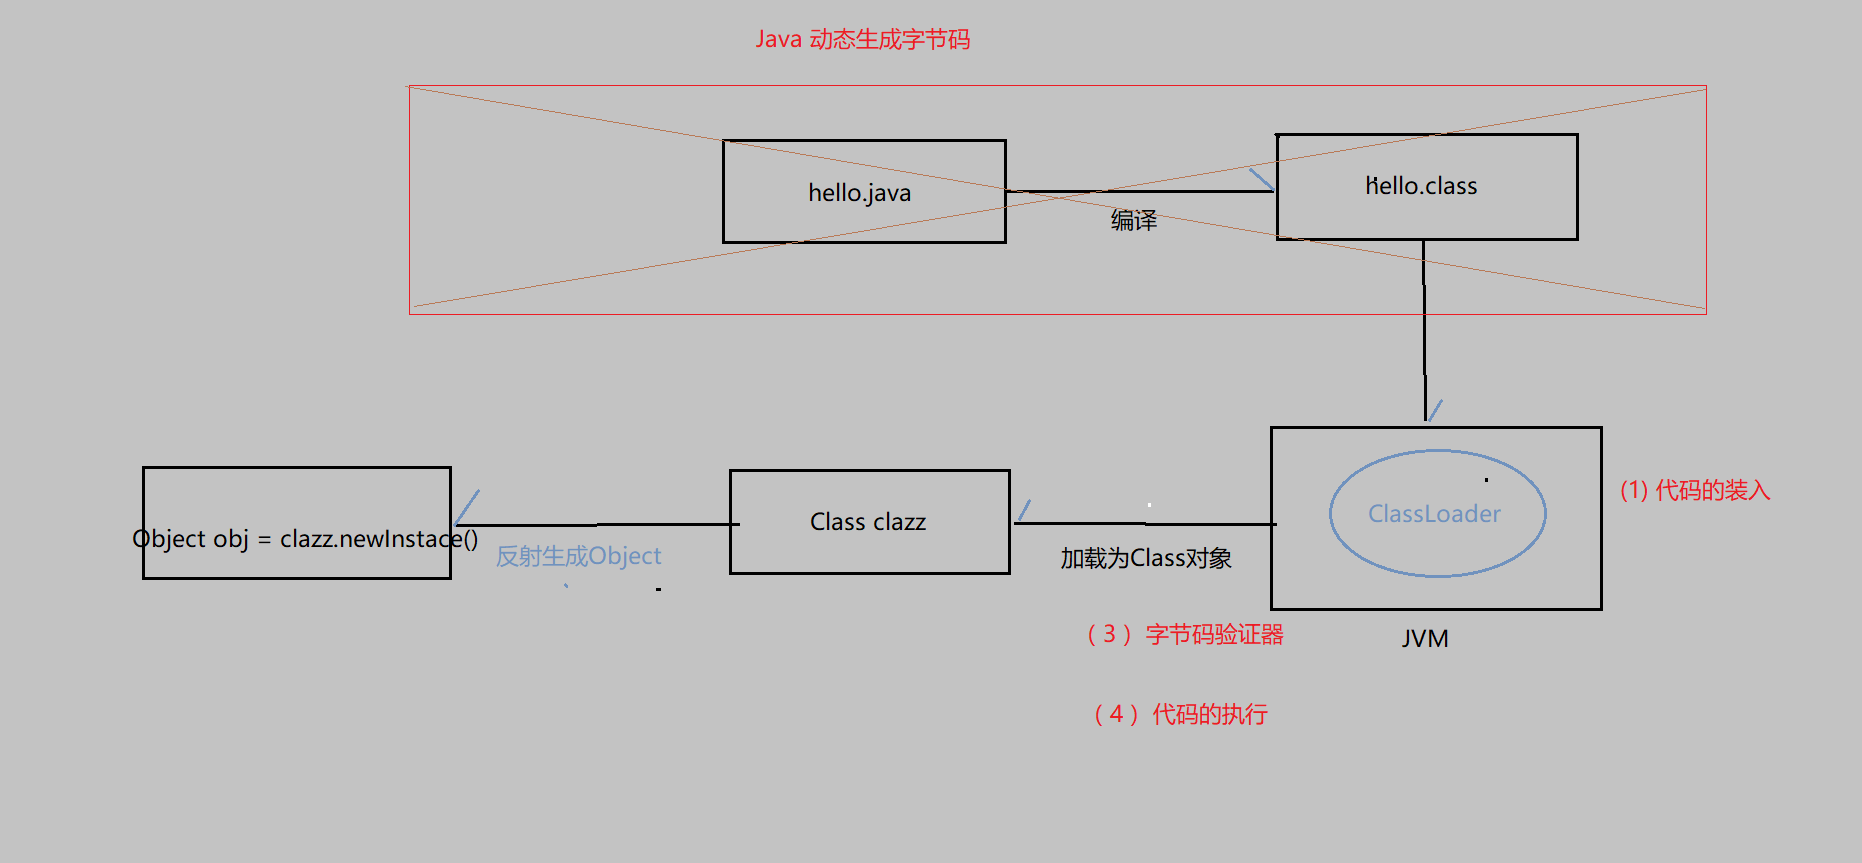 Java 动态生成字节码
hello.java
编译
hello.class
ClassLoader
(1) 代码的装入
JVM
加载为Class对象
（3）字节码验证器
（4）代码的执行
Class clazz
反射生成Object
Object obj = clazz.newInstace()